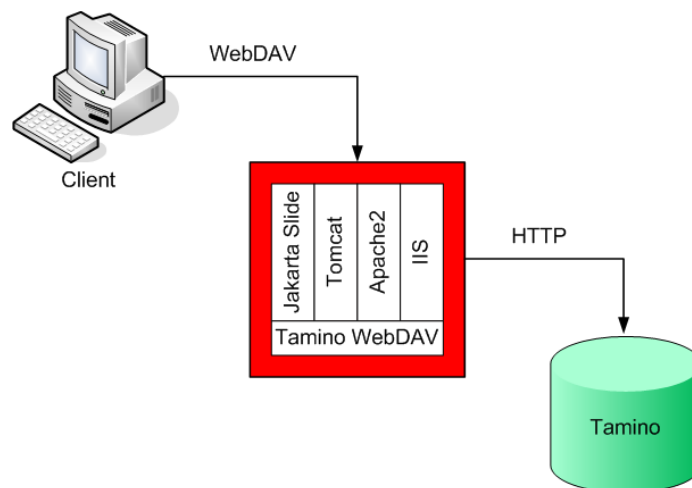 WebDAV
Client
Jakarta Slide
Tomcat
Apache2
IIS
Tamino WebDAV
HTTP
Tamino